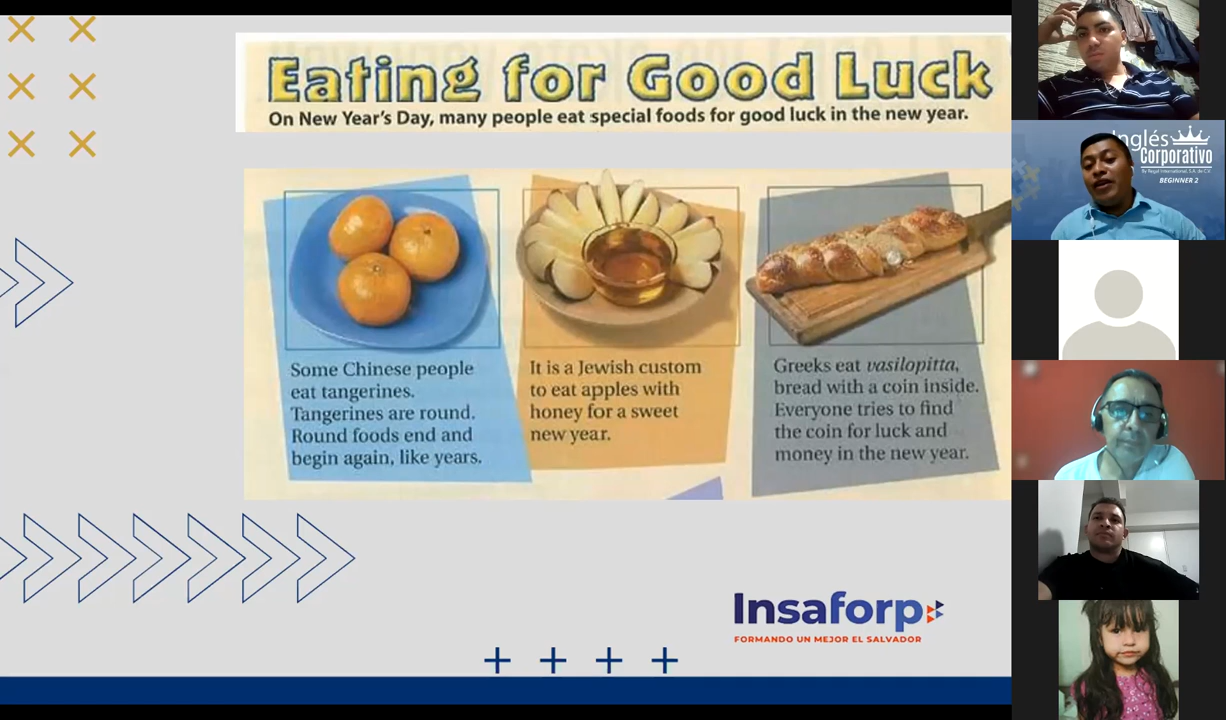 Eating for Good Luck
On New Year's Day, many people eat special foods for good luck in the new year.
Some Chinese people
eat tangerines.
Tangerines are round.
Round foods end and
begin again, like years.
It is a Jewish custom
to eat apples with
honey for a sweet
new year.
Greeks eat vasilopitta,
bread with a coin inside.
Everyone tries to find
the coin for luck and
money in the new year.
Insaforp
FORMANDO UN MEJOR EL SALVADOR
Inglés
Corporativo
BEGINNER 2